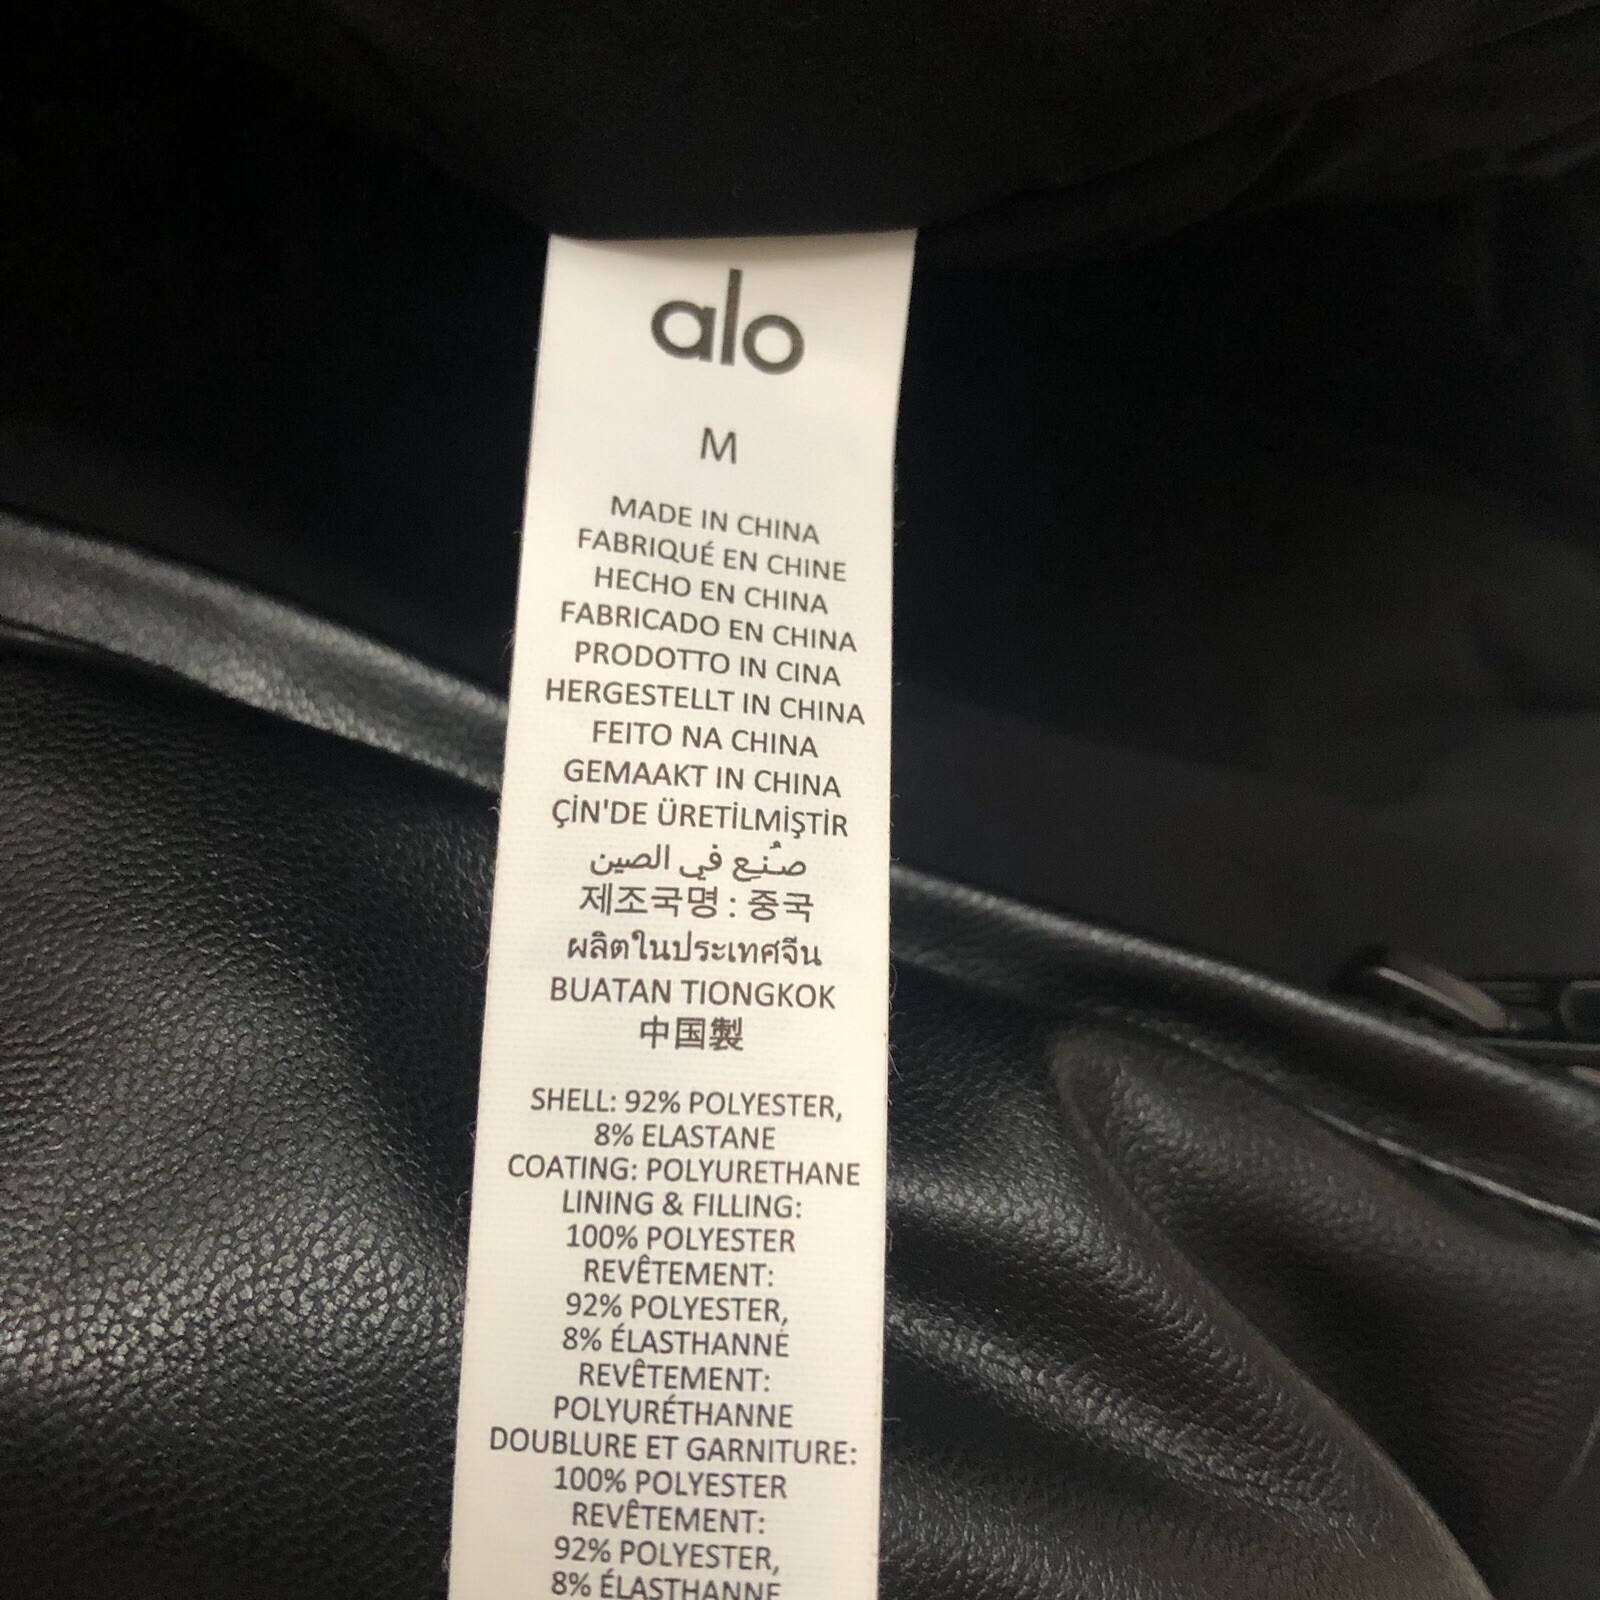 alo
M
MADE IN CHINA
FABRIQUÉ EN CHINE
HECHO EN CHINA
FABRICADO EN CHINA
PRODOTTO IN CINA
HERGESTELLT IN CHINA
FEITO NA CHINA
GEMAAKT IN CHINA
ÇİN'DE ÜRETİLMİŞTİR
صُنِع في الصين
제조국명 : 중국
ผลิตในประเทศจีน
BUATAN TIONGKOK
中国製
SHELL: 92% POLYESTER,
8% ELASTANE
COATING: POLYURETHANE
LINING & FILLING:
100% POLYESTER
REVÊTEMENT:
92% POLYESTER,
8% ÉLASTHANNE
REVÊTEMENT:
POLYURÉTHANNE
DOUBLURE ET GARNITURE:
100% POLYESTER
REVÊTEMENT:
92% POLYESTER,
8% ÉLASTHANNE